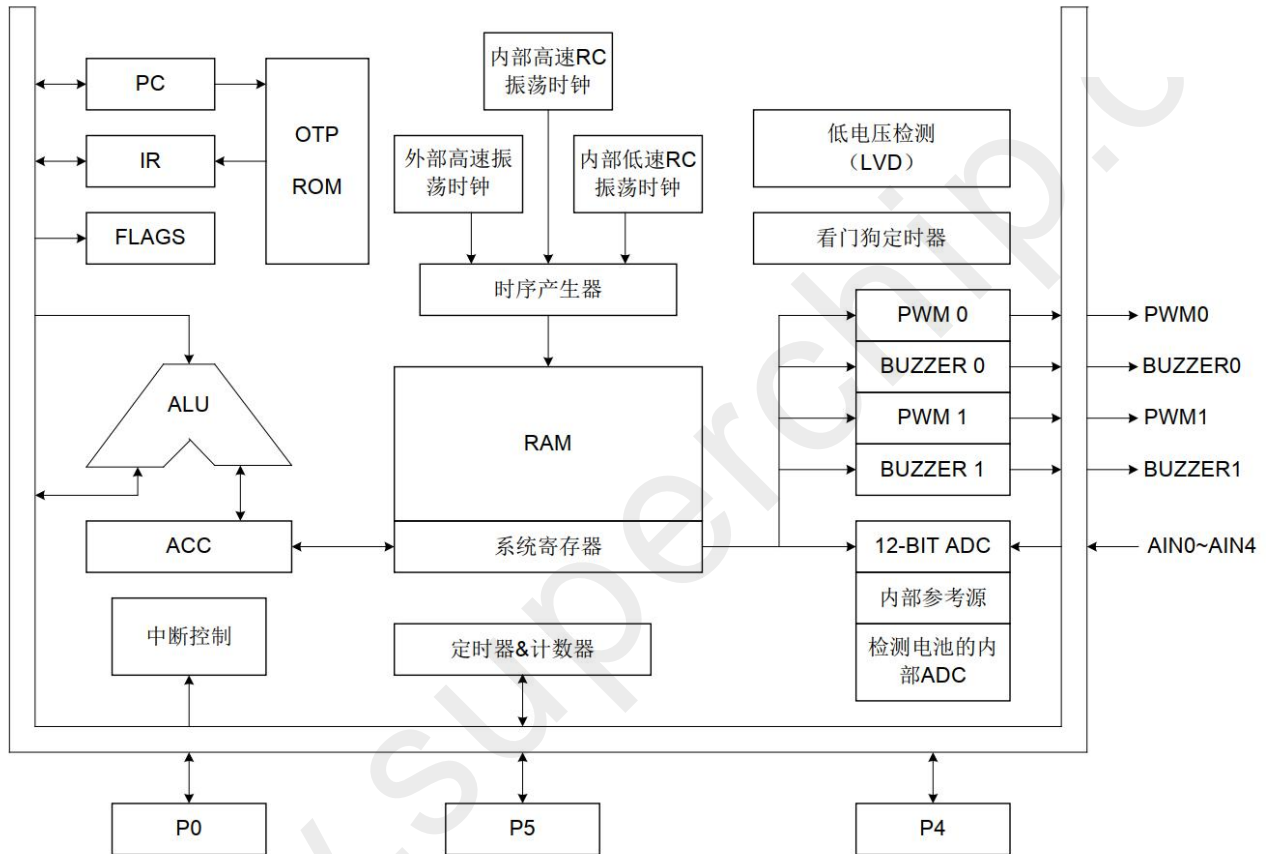 PC
IR
FLAGS
OTP
ROM
内部高速RC
振荡时钟
外部高速振
荡时钟
内部低速RC
振荡时钟
时序产生器
低电压检测
（LVD）
看门狗定时器
ALU
ACC
RAM
系统寄存器
PWM 0
BUZZER 0
PWM 1
BUZZER 1
12-BIT ADC
内部参考源
检测电池的内
部ADC
PWM0
BUZZER0
PWM1
BUZZER1
AIN0~AIN4
中断控制
定时器&计数器
P0
P5
P4
.superchip.c